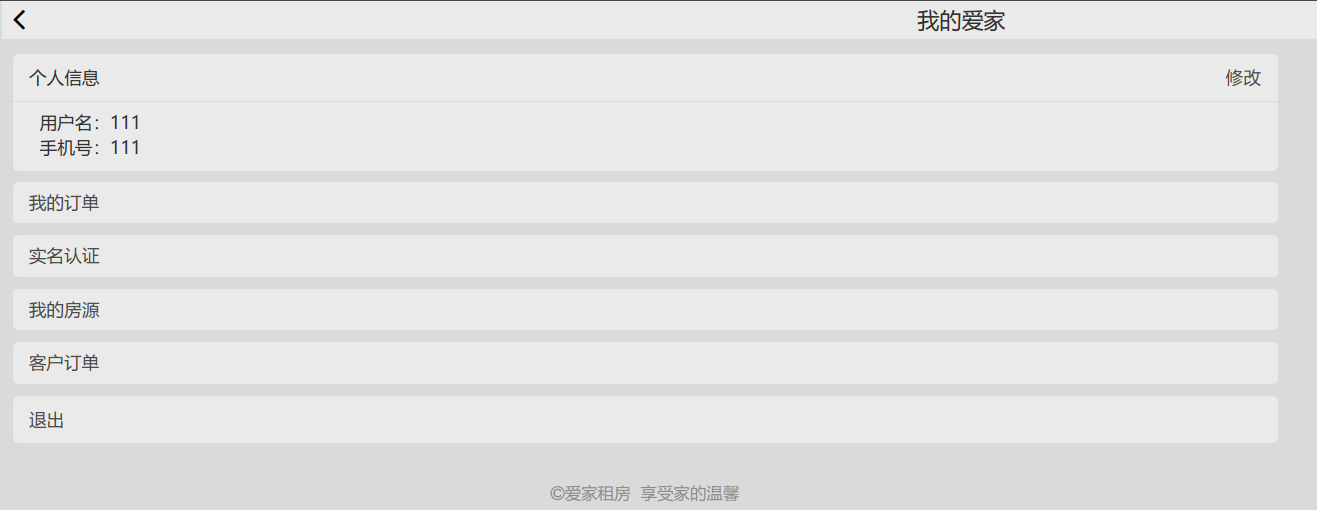 我的爱家
个人信息 修改
用户名：111
手机号：111
我的订单
实名认证
我的房源
客户订单
退出
©爱家租房 享受家的温馨